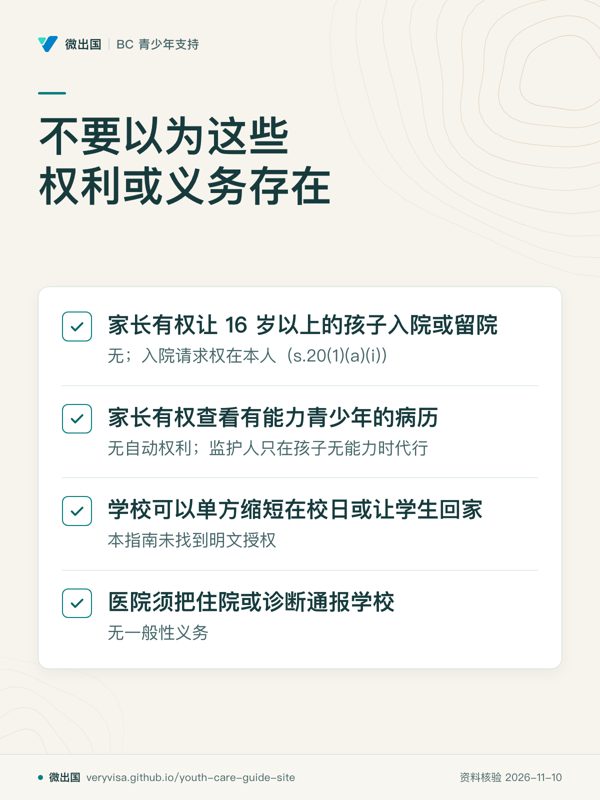 微出国 | BC 青少年支持
不要以为这些
权利或义务存在
家长有权让 16 岁以上的孩子入院或留院
无；入院请求权在本人（s.20(1)(a)(i)）
家长有权查看有能力青少年的病历
无自动权利；监护人只在孩子无能力时代行
学校可以单方缩短在校日或让学生回家
本指南未找到明文授权
医院须把住院或诊断通报学校
无一般性义务
微出国 veryvisa.github.io/youth-care-guide-site
资料核验 2026-11-10